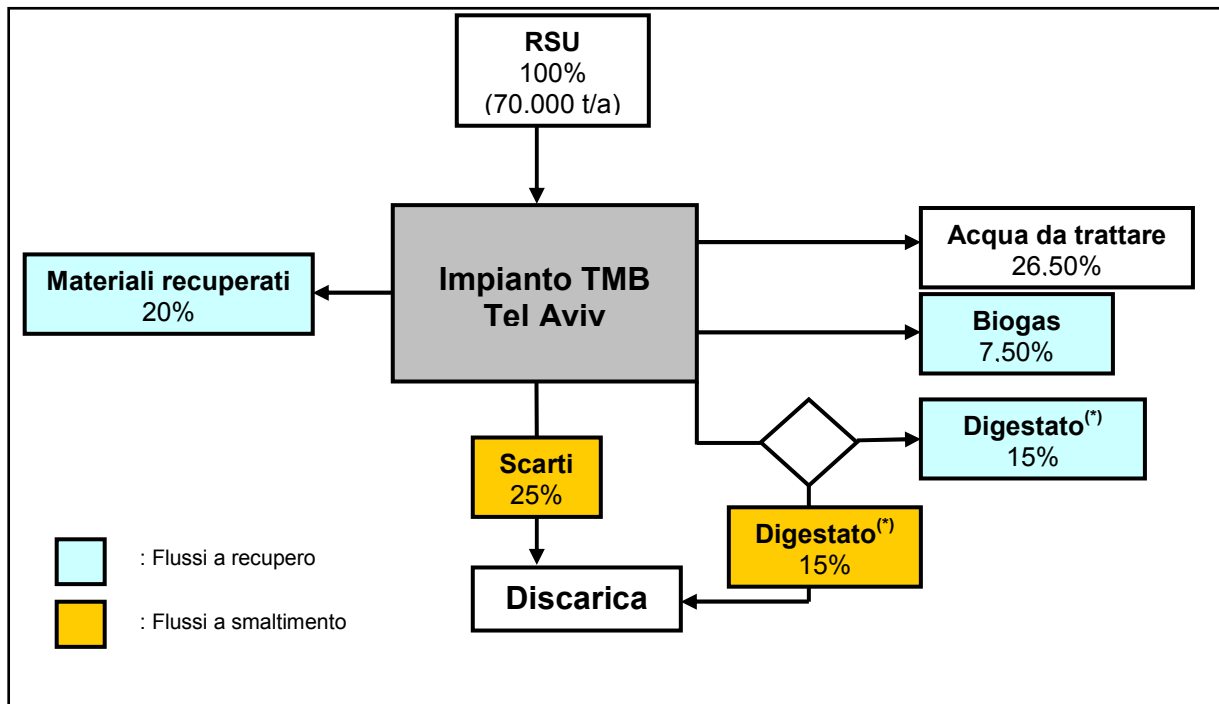 RSU
100%
(70.000 t/a)
Impianto TMB
Tel Aviv
Materiali recuperati
20%
Acqua da trattare
26.50%
Biogas
7.50%
Digestato(*)
15%
Scarti
25%
Digestato(*)
15%
Discarica
: Flussi a recupero
: Flussi a smaltimento